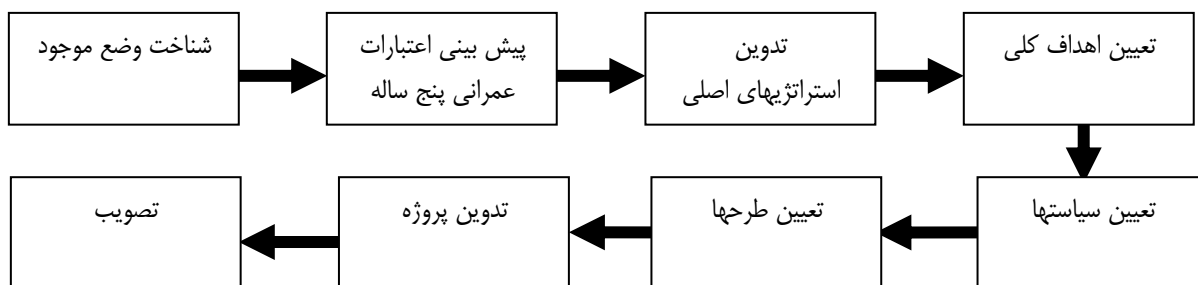 شناخت وضع موجود
پیش بینی اعتبارات
عمرانی پنج ساله
تدوین
استراتژیهای اصلی
تعیین اهداف کلی
تعیین سیاستها
تعیین طرحها
تدوین پروژه
تصویب